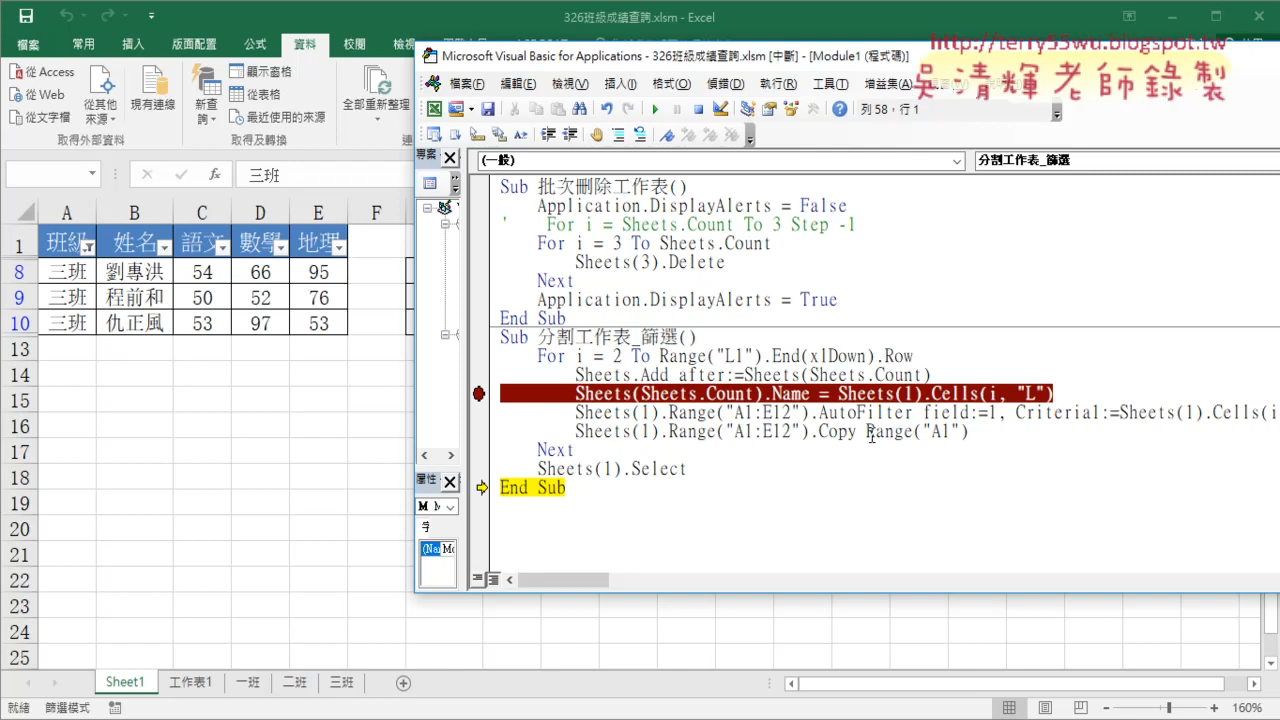 326班級成績查詢.xlsm - Excel
檔案 常用 插入 版面配置 公式 資料 校閱 檢視
http://terry55wu.blogspot.tw
吳清輝老師錄製
從 Access
從 Web
從文字檔
從其他來源
現有連線
新查詢
顯示窗格
從表格
最近使用的來源
全部重新整理
取得外部資料
取得及轉換
三班
A B C D E F
1 班級 姓名 語文 數學 地理
8 三班 劉專洪 54 66 95
9 三班 程前和 50 52 76
10 三班 仇正風 53 97 53
13
14
15
16
17
18
19
20
21
22
23
24
25
Microsoft Visual Basic for Applications - 326班級成績查詢.xlsm [中斷] - [Module1 (程式碼)]
檔案(F) 編輯(E) 檢視(V) 插入(I) 格式(O) 偵錯(D) 執行(R) 工具(T) 增益集(A)
列 58，行 1
專案
(一般) 分割工作表_篩選
Sub 批次刪除工作表()
Application.DisplayAlerts = False
' For i = Sheets.Count To 3 Step -1
For i = 3 To Sheets.Count
Sheets(3).Delete
Next
Application.DisplayAlerts = True
End Sub
Sub 分割工作表_篩選()
For i = 2 To Range("L1").End(xlDown).Row
Sheets.Add after:=Sheets(Sheets.Count)
Sheets(Sheets.Count).Name = Sheets(1).Cells(i, "L")
Sheets(1).Range("A1:E12").AutoFilter field:=1, Criteria1:=Sheets(1).Cells(i
Sheets(1).Range("A1:E12").Copy Range("A1")
Next
Sheets(1).Select
End Sub
屬性
Sheet1 工作表1 一班 二班 三班
就緒 篩選模式
160%